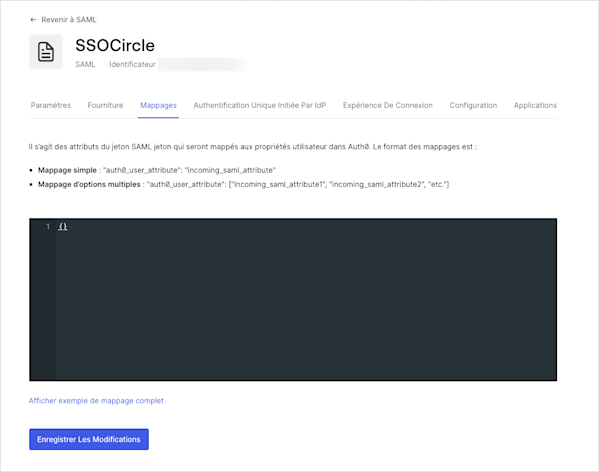 ← Revenir à SAML
SSOCircle
SAML Identificateur
Paramètres Fourniture Mappages Authentification Unique Initiée Par IdP Expérience De Connexion Configuration Applications
Il s'agit des attributs du jeton SAML jeton qui seront mappés aux propriétés utilisateur dans Auth0. Le format des mappages est :
• Mappage simple : "auth0_user_attribute": "incoming_saml_attribute"
• Mappage d'options multiples : "auth0_user_attribute": ["incoming_saml_attribute1", "incoming_saml_attribute2", "etc."]
1 {}
Afficher exemple de mappage complet
Enregistrer Les Modifications